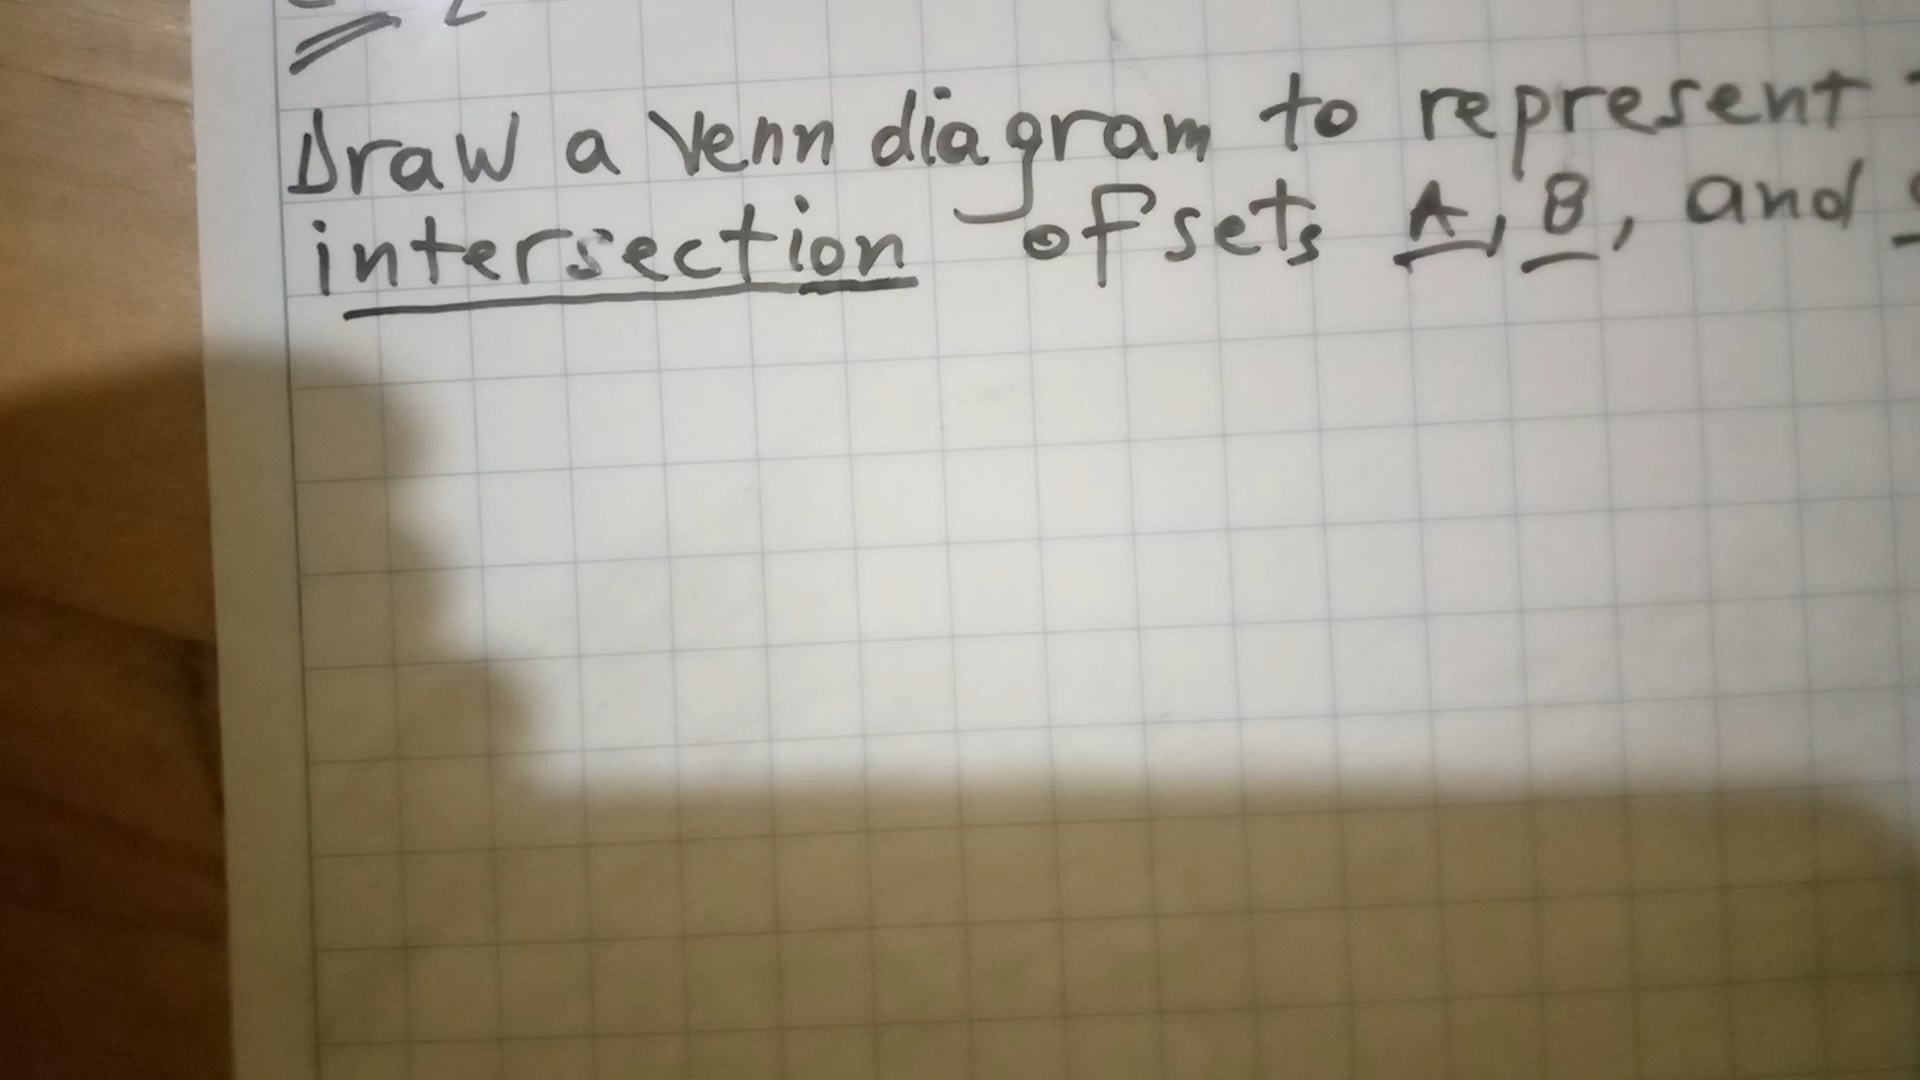 Draw a Venn diagram to represent
intersection of sets A, B, and